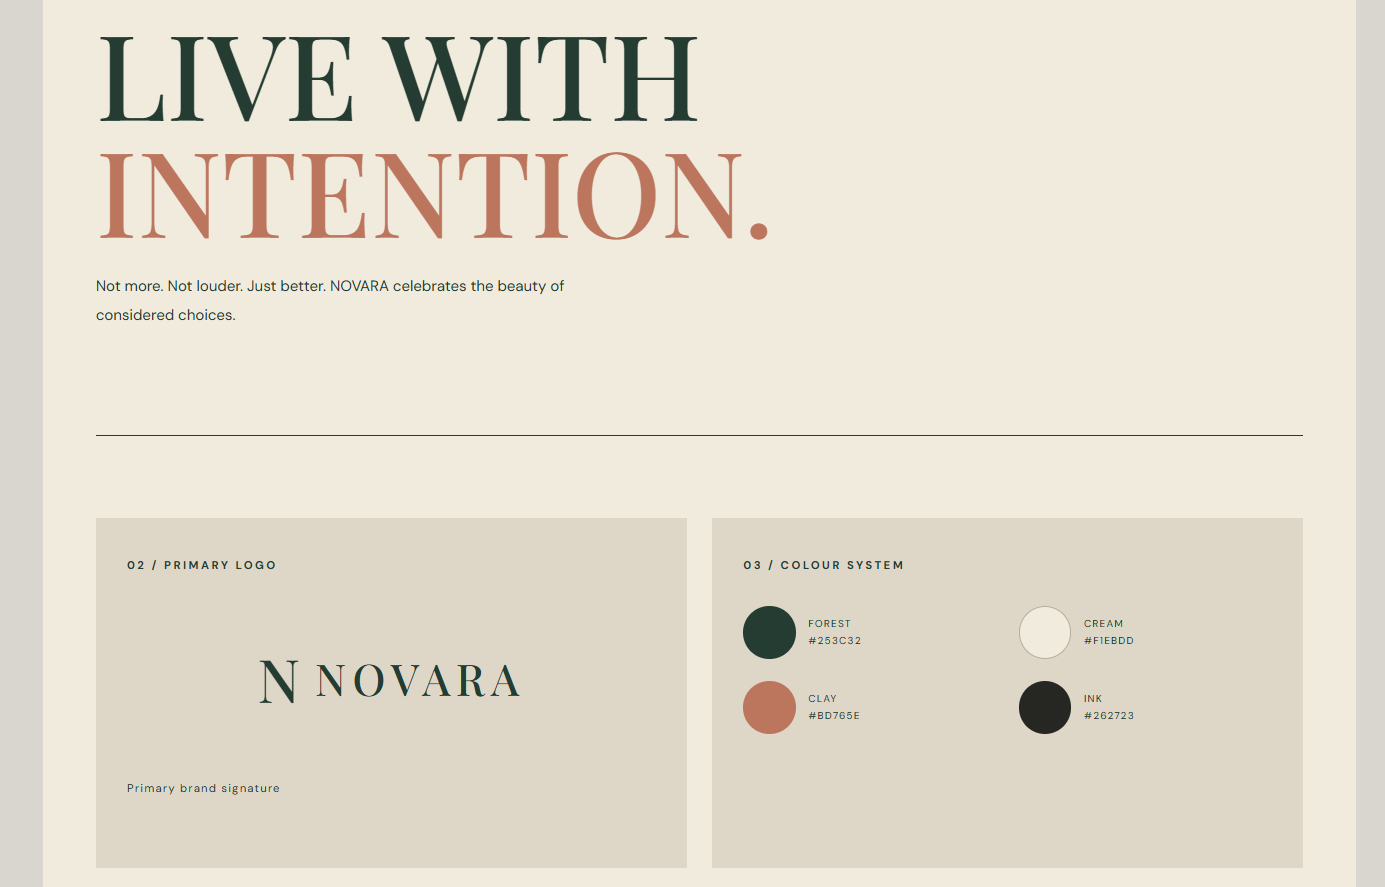 LIVE WITH
INTENTION.
Not more. Not louder. Just better. NOVARA celebrates the beauty of
considered choices.
02 / PRIMARY LOGO
N NOVARA
Primary brand signature
03 / COLOUR SYSTEM
FOREST
#253C32
CREAM
#F1EBDD
CLAY
#BD765E
INK
#262723